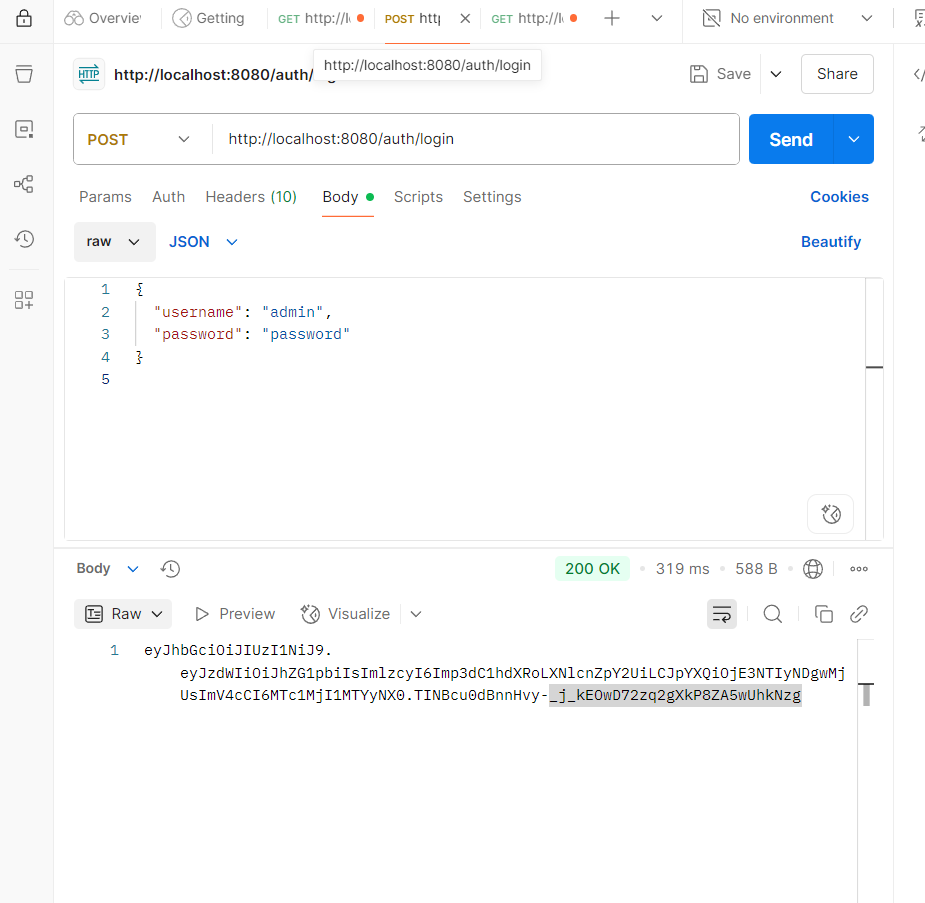 Overvie
Getting
GET http://l
POST http
GET http://l
No environment
http://localhost:8080/auth/
http://localhost:8080/auth/login
Save
Share
POST
http://localhost:8080/auth/login
Send
Params
Auth
Headers (10)
Body
Scripts
Settings
Cookies
raw
JSON
Beautify
1 {
2 "username": "admin",
3 "password": "password"
4 }
5
Body
200 OK
319 ms
588 B
Raw
Preview
Visualize
1 eyJhbGciOiJIUzI1NiJ9.
eyJzdWIiOiJhZG1pbiIsImlzcyI6Imp3dC1hdXRoLXNlcnZpY2UiLCJpYXQiOjE3NTIyNDgwMj
UsImV4cCI6MTc1MjI1MTYyNX0.TINBcu0dBnnHvy-_j_kEOwD72zq2gXkP8ZA5wUhkNzg